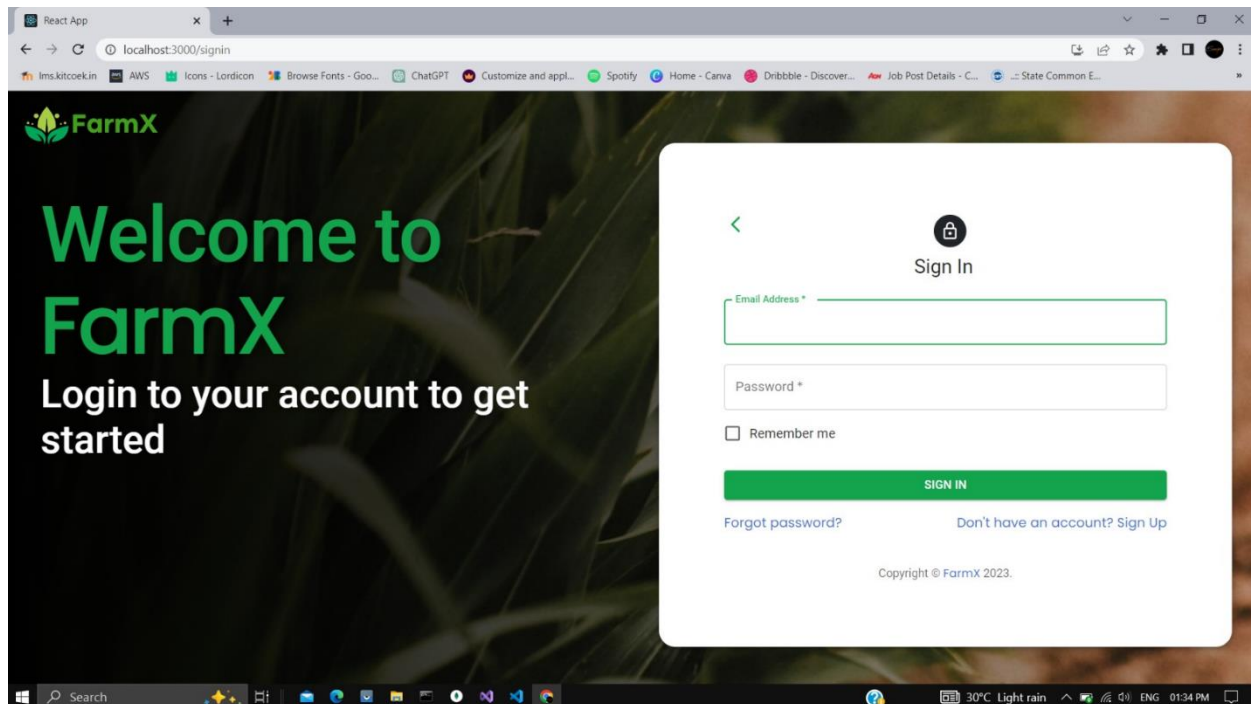 React App
localhost:3000/signin
lms.kitcoek.in AWS Icons - Lordicon Browse Fonts - Goo... ChatGPT Customize and appl... Spotify Home - Canva Dribbble - Discover... Job Post Details - C... ..:: State Common E... »
FarmX
Welcome to
FarmX
Login to your account to get
started
Sign In
Email Address *
Password *
Remember me
SIGN IN
Forgot password? Don't have an account? Sign Up
Copyright © FarmX 2023.
Search 30°C Light rain ENG 01:34 PM